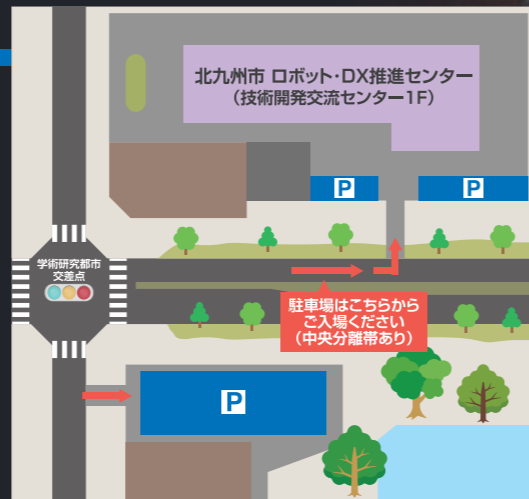 北九州市 ロボット・DX推進センター
（技術開発交流センター1F）
P
P
学術研究都市
交差点
駐車場はこちらから
ご入場ください
（中央分離帯あり）
P